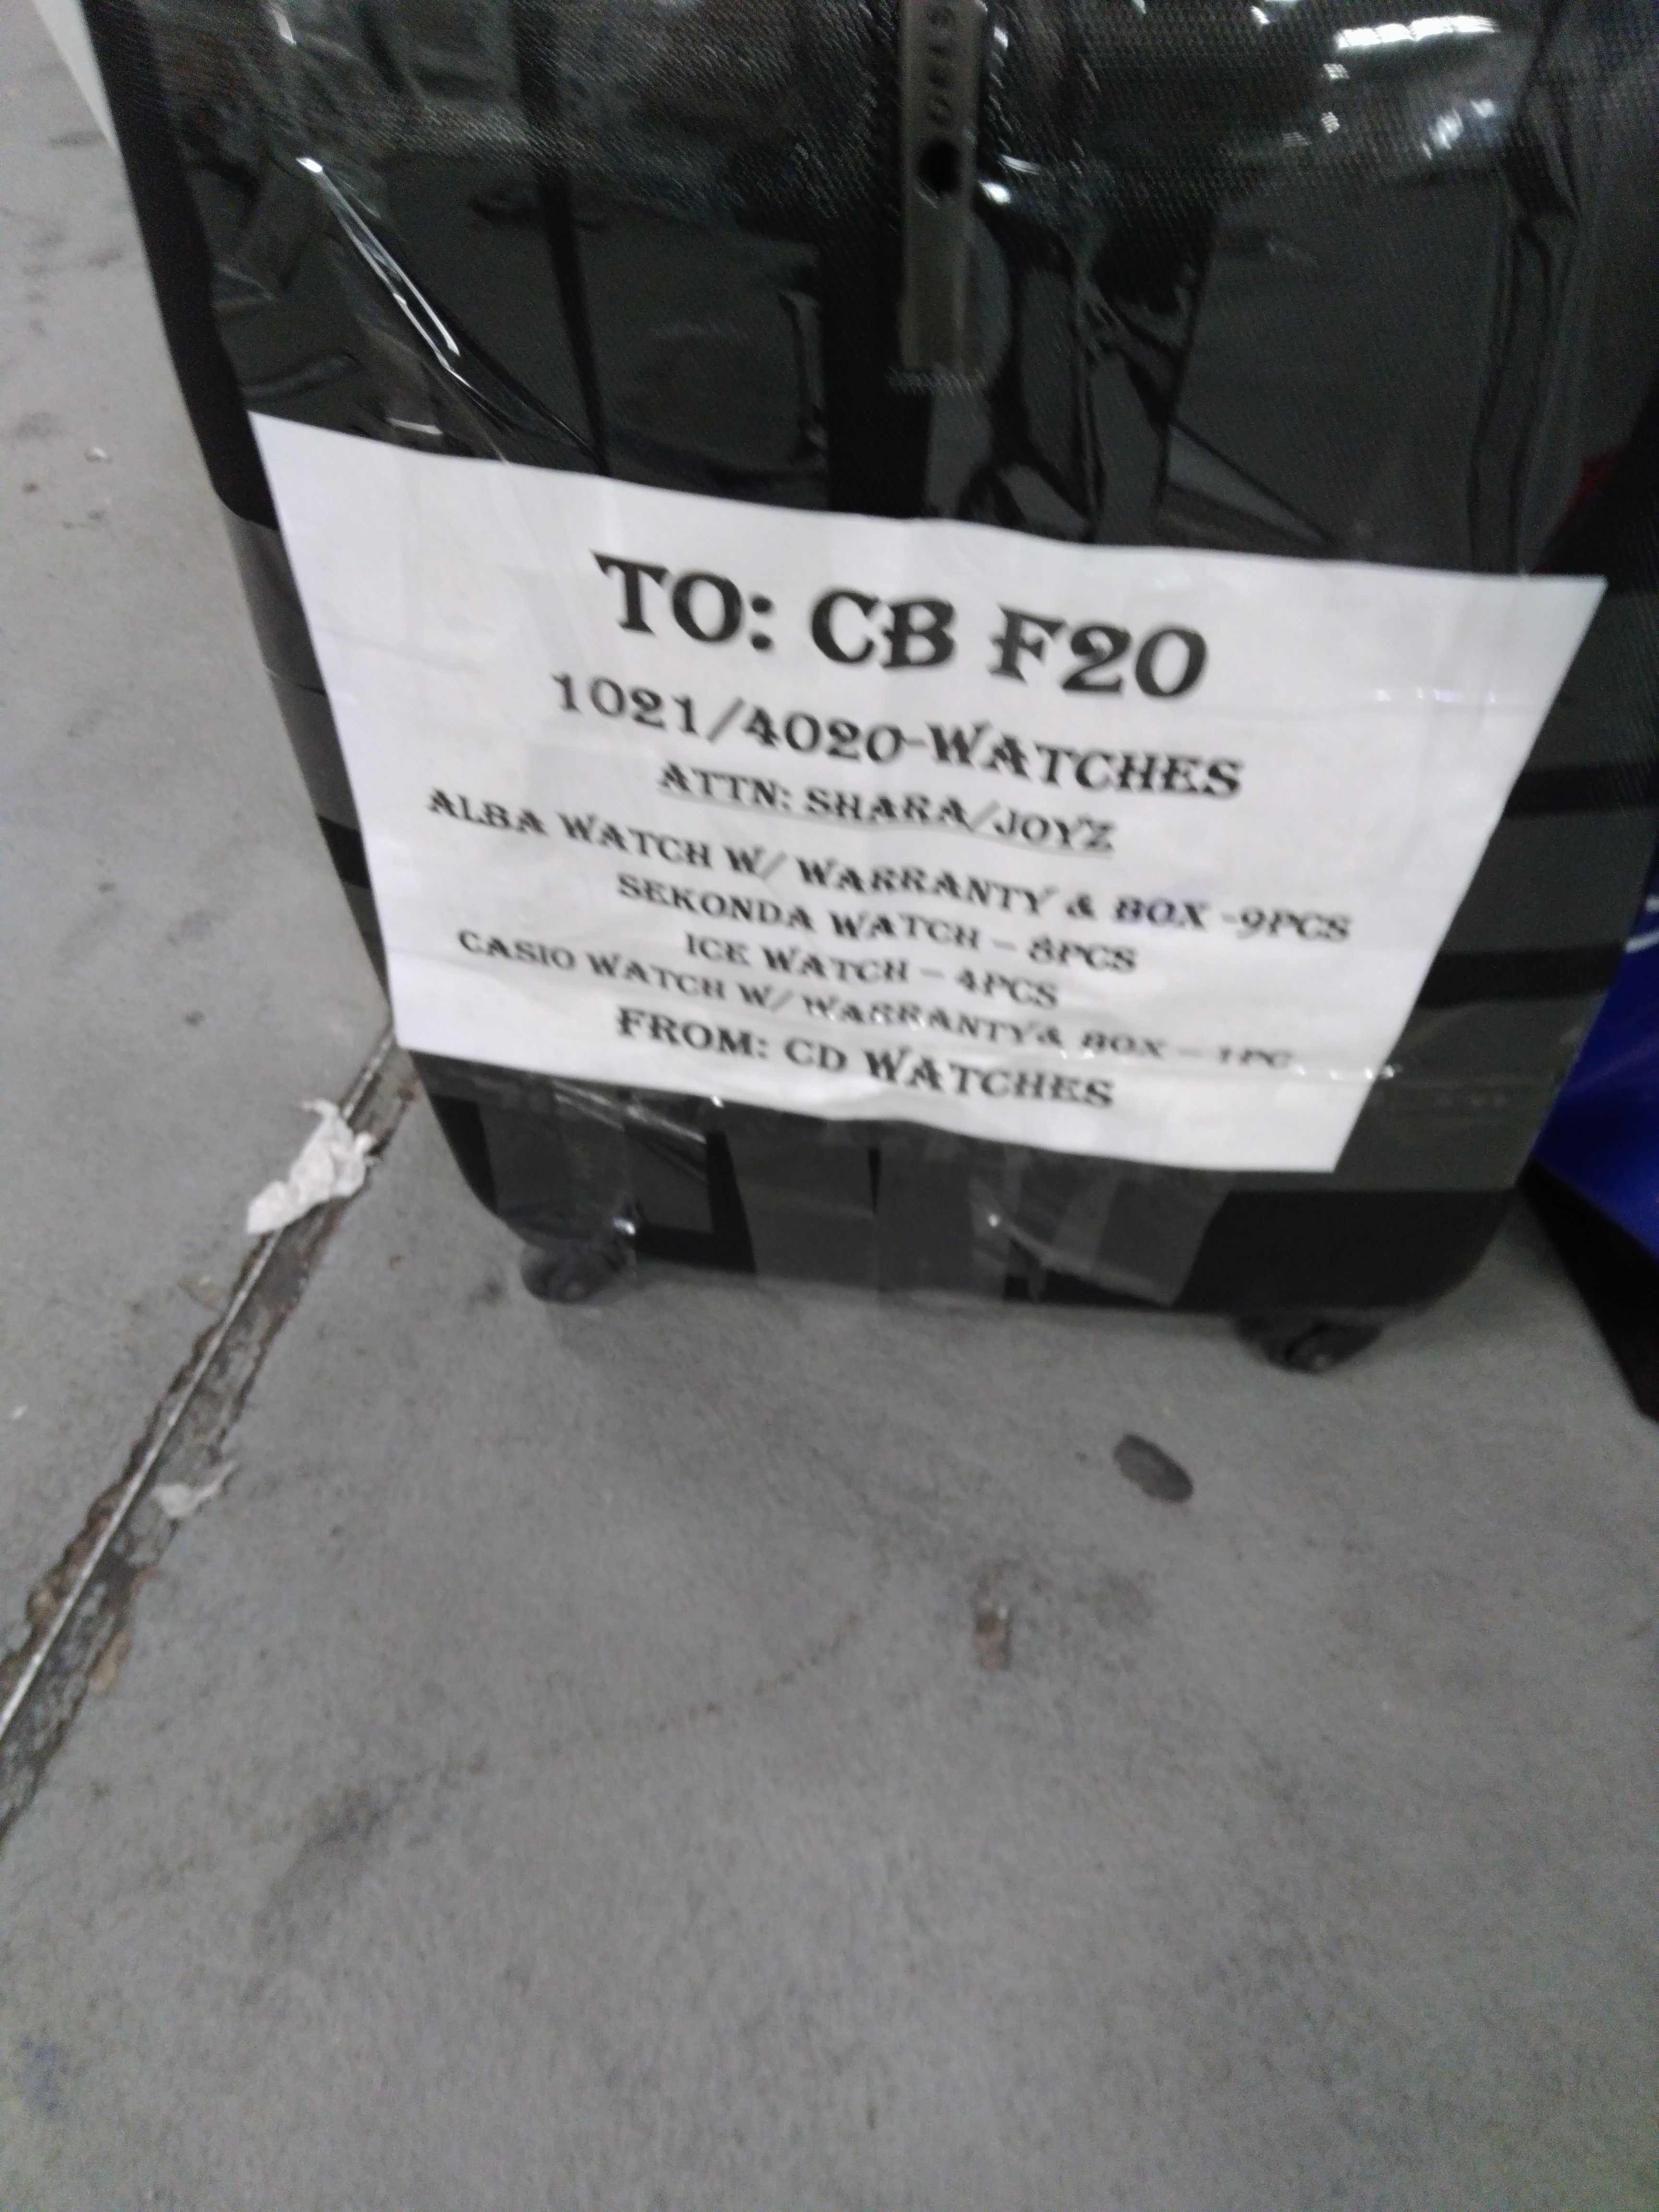 TO: CB F20
1021/4020-WATCHES
ATTN: SHARA/JOYZ
ALBA WATCH W/ WARRANTY & BOX -9PCS
SEKONDA WATCH – 8PCS
ICE WATCH – 4PCS
CASIO WATCH W/ WARRANTY& BOX – 1PC
FROM: CD WATCHES